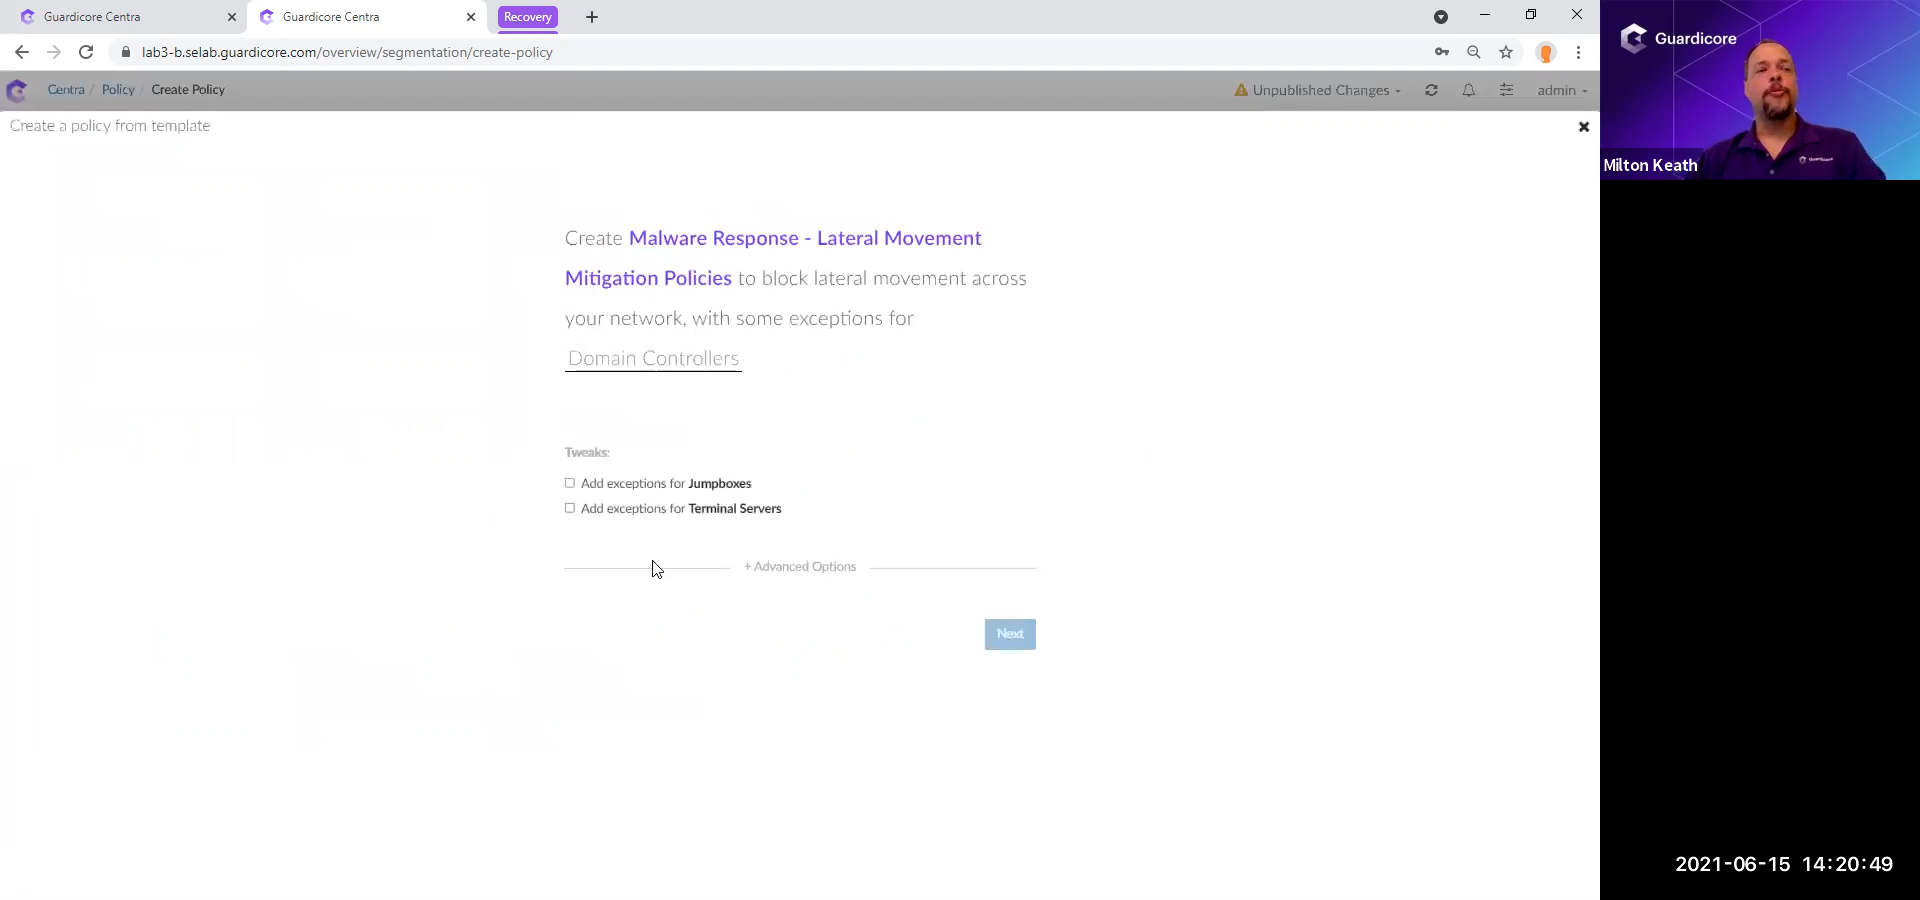 Guardicore Centra
Guardicore Centra
Recovery
lab3-b.selab.guardicore.com/overview/segmentation/create-policy
Centra / Policy / Create Policy
Unpublished Changes
admin
Create a policy from template
Create Malware Response - Lateral Movement
Mitigation Policies to block lateral movement across
your network, with some exceptions for
Domain Controllers
Tweaks:
Add exceptions for Jumpboxes
Add exceptions for Terminal Servers
+ Advanced Options
Next
Guardicore
Guardicore
Milton Keath
2021-06-15 14:20:49